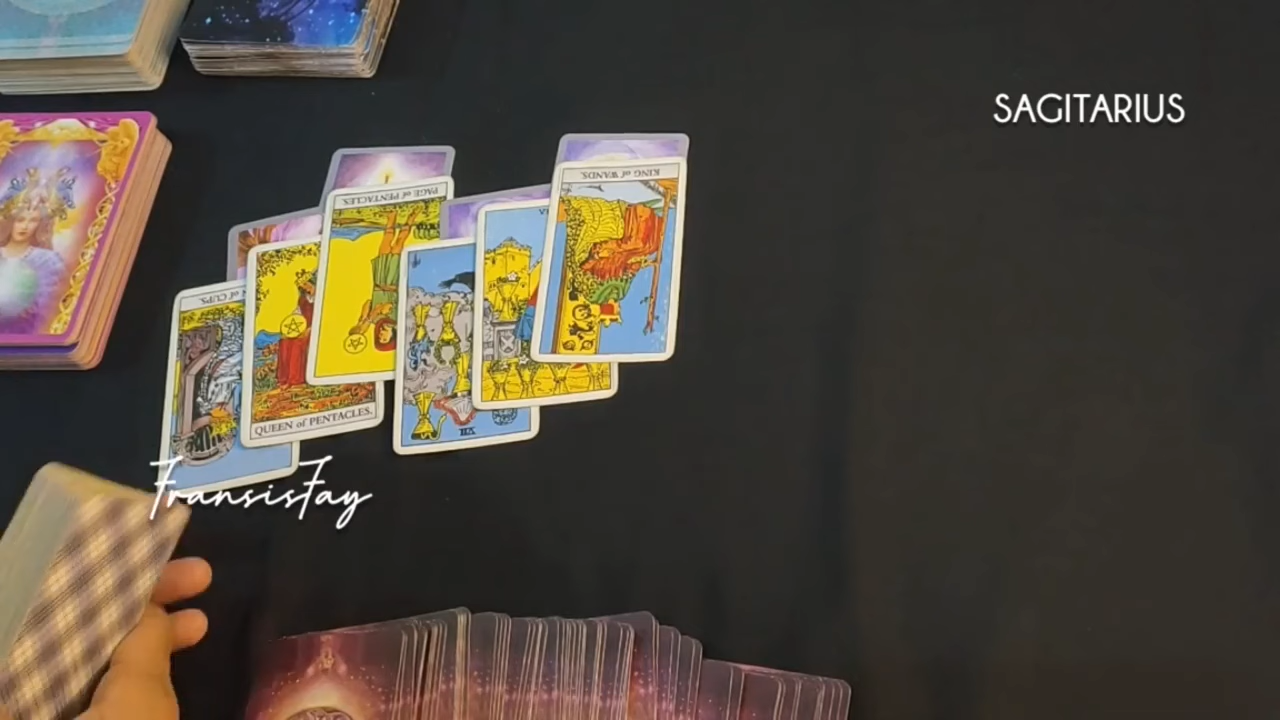 SAGITARIUS
KING of WANDS.
PAGE of PENTACLES.
of CUPS.
QUEEN of PENTACLES.
VII
FransisFay